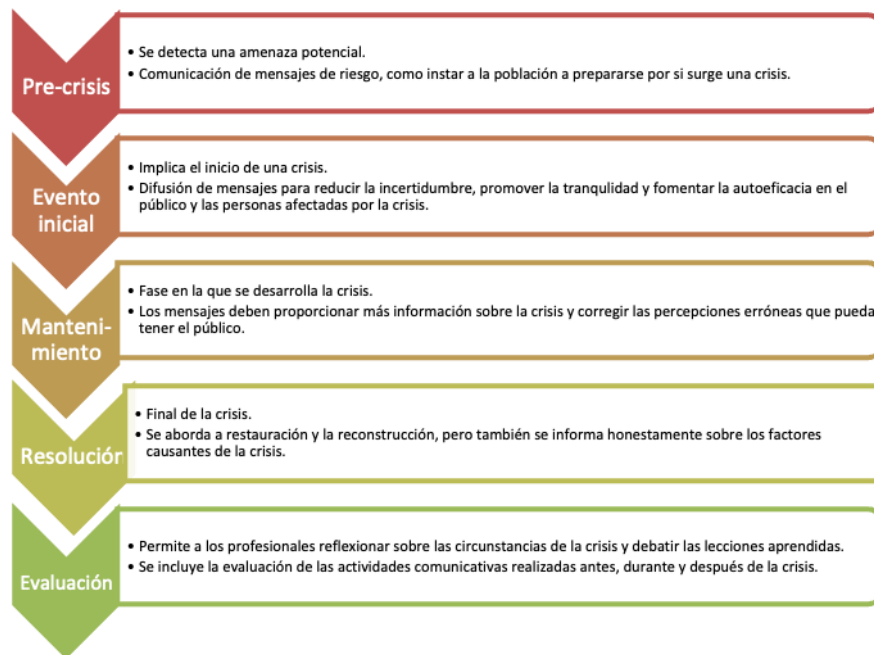 Pre-crisis
• Se detecta una amenaza potencial.
• Comunicación de mensajes de riesgo, como instar a la población a prepararse por si surge una crisis.
Evento
inicial
• Implica el inicio de una crisis.
• Difusión de mensajes para reducir la incertidumbre, promover la tranqulidad y fomentar la autoeficacia en el
público y las personas afectadas por la crisis.
Manteni-
miento
• Fase en la que se desarrolla la crisis.
• Los mensajes deben proporcionar más información sobre la crisis y corregir las percepciones erróneas que pueda
tener el público.
Resolución
• Final de la crisis.
• Se aborda a restauración y la reconstrucción, pero también se informa honestamente sobre los factores
causantes de la crisis.
Evaluación
• Permite a los profesionales reflexionar sobre las circunstancias de la crisis y debatir las lecciones aprendidas.
• Se incluye la evaluación de las actividades comunicativas realizadas antes, durante y después de la crisis.